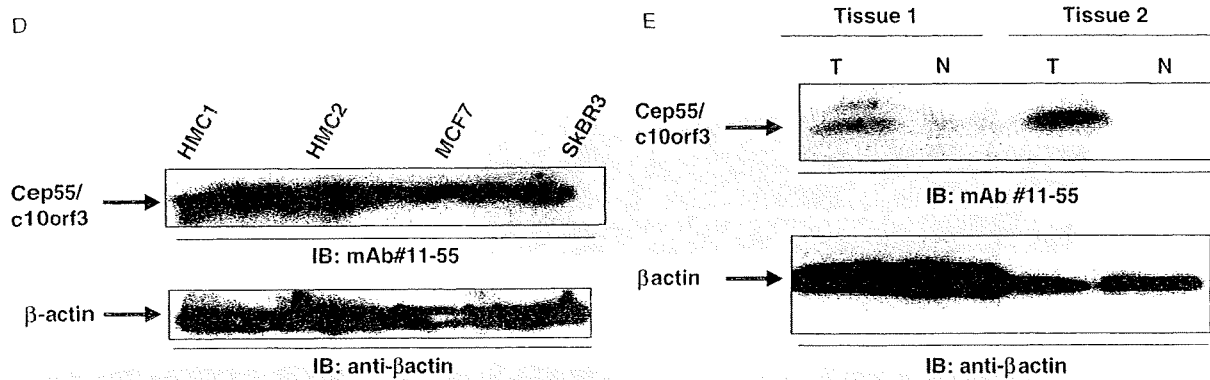 D
HMC1
HMC2
MCF7
SkBR3
Cep55/
c10orf3
IB: mAb#11-55
β-actin
IB: anti-βactin
E
Tissue 1
Tissue 2
T
N
T
N
Cep55/
c10orf3
IB: mAb #11-55
βactin
IB: anti-βactin